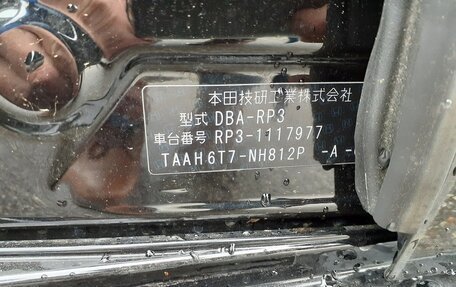 本田技研工業株式会社
型式 DBA-RP3
車台番号 RP3-1117977
TAAH6T7-NH812P -A-